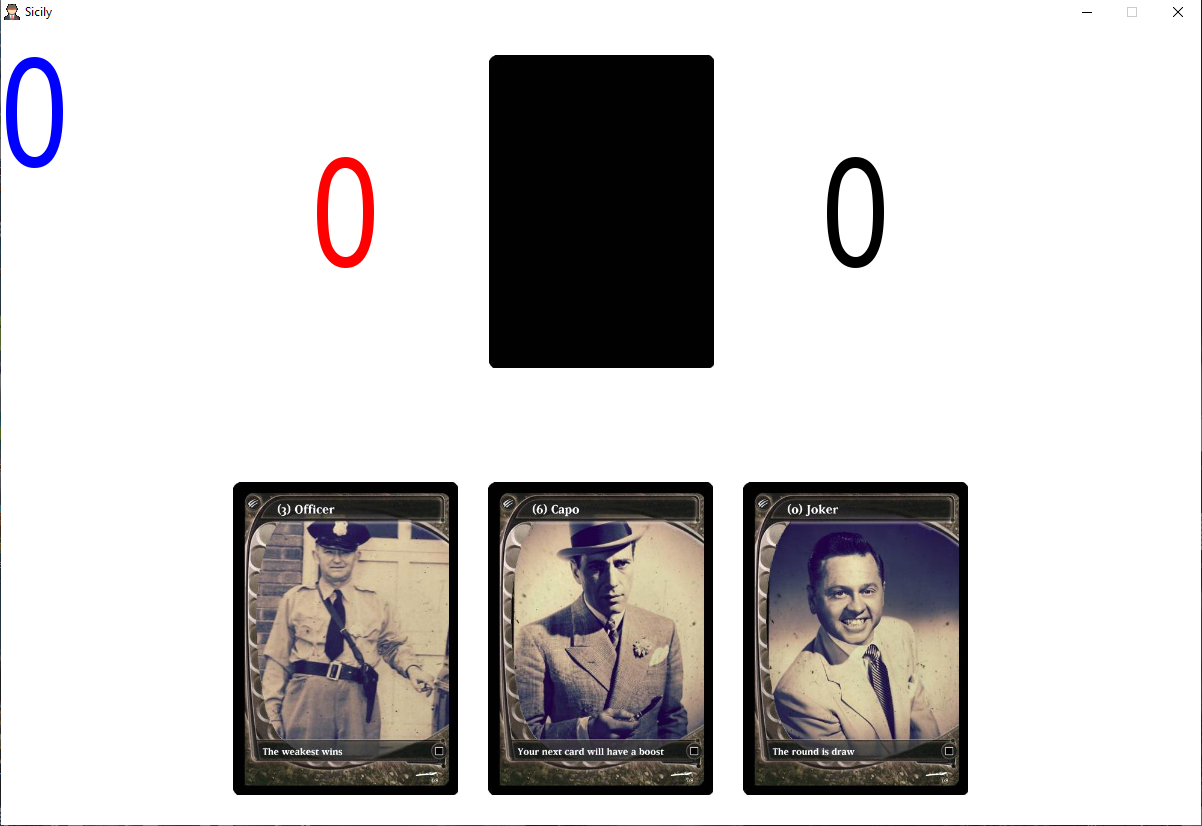 Sicily
0
0
0
(3) Officer
The weakest wins
(6) Capo
Your next card will have a boost
(0) Joker
The round is draw